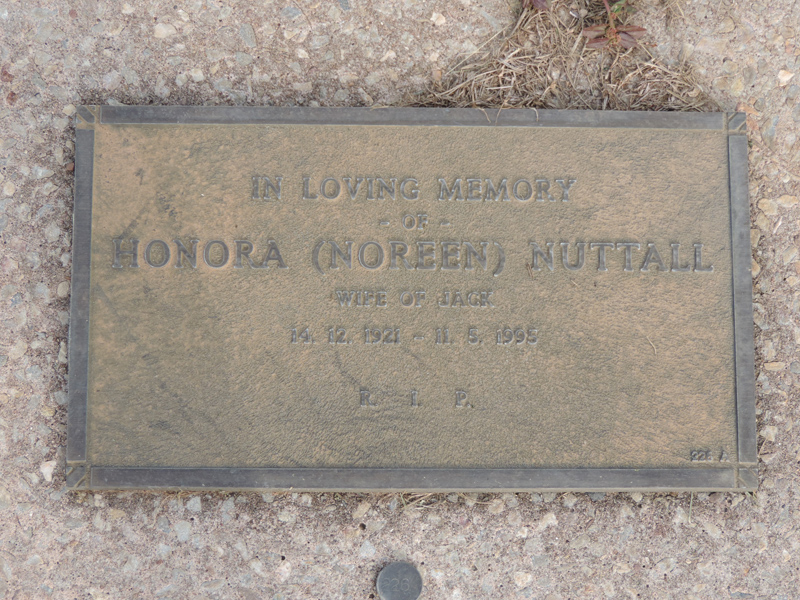 IN LOVING MEMORY
- OF -
HONORA (NOREEN) NUTTALL
WIFE OF JACK
14. 12. 1921 - 11. 5. 1995
R. I. P.